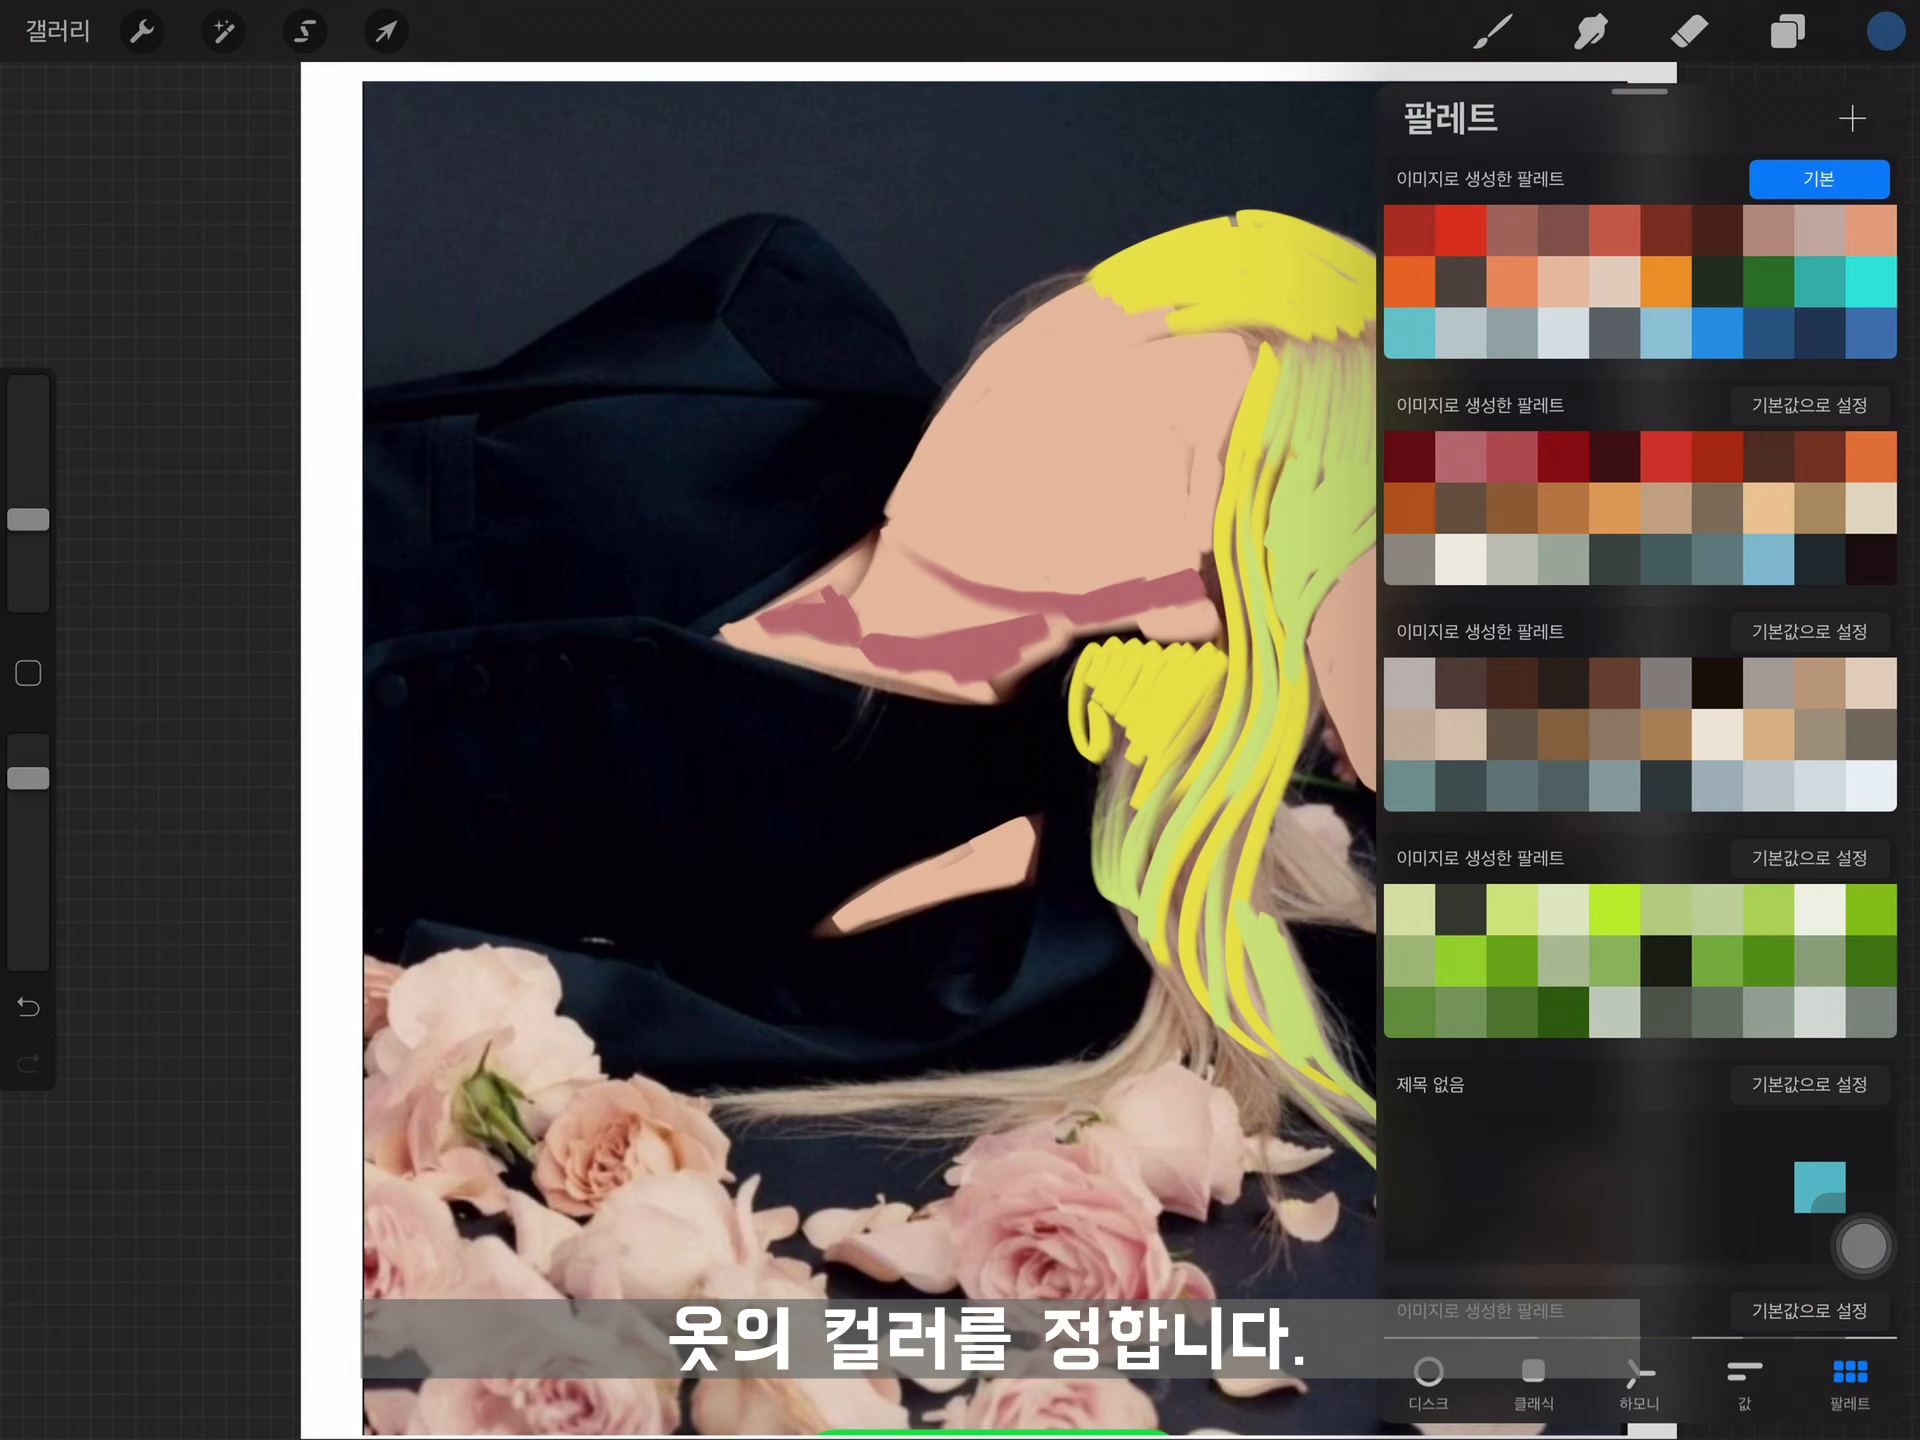 갤러리
팔레트
이미지로 생성한 팔레트
기본
이미지로 생성한 팔레트
기본값으로 설정
이미지로 생성한 팔레트
기본값으로 설정
이미지로 생성한 팔레트
기본값으로 설정
제목 없음
기본값으로 설정
이미지로 생성한 팔레트
기본값으로 설정
옷의 컬러를 정합니다.
디스크
클래식
하모니
값
팔레트